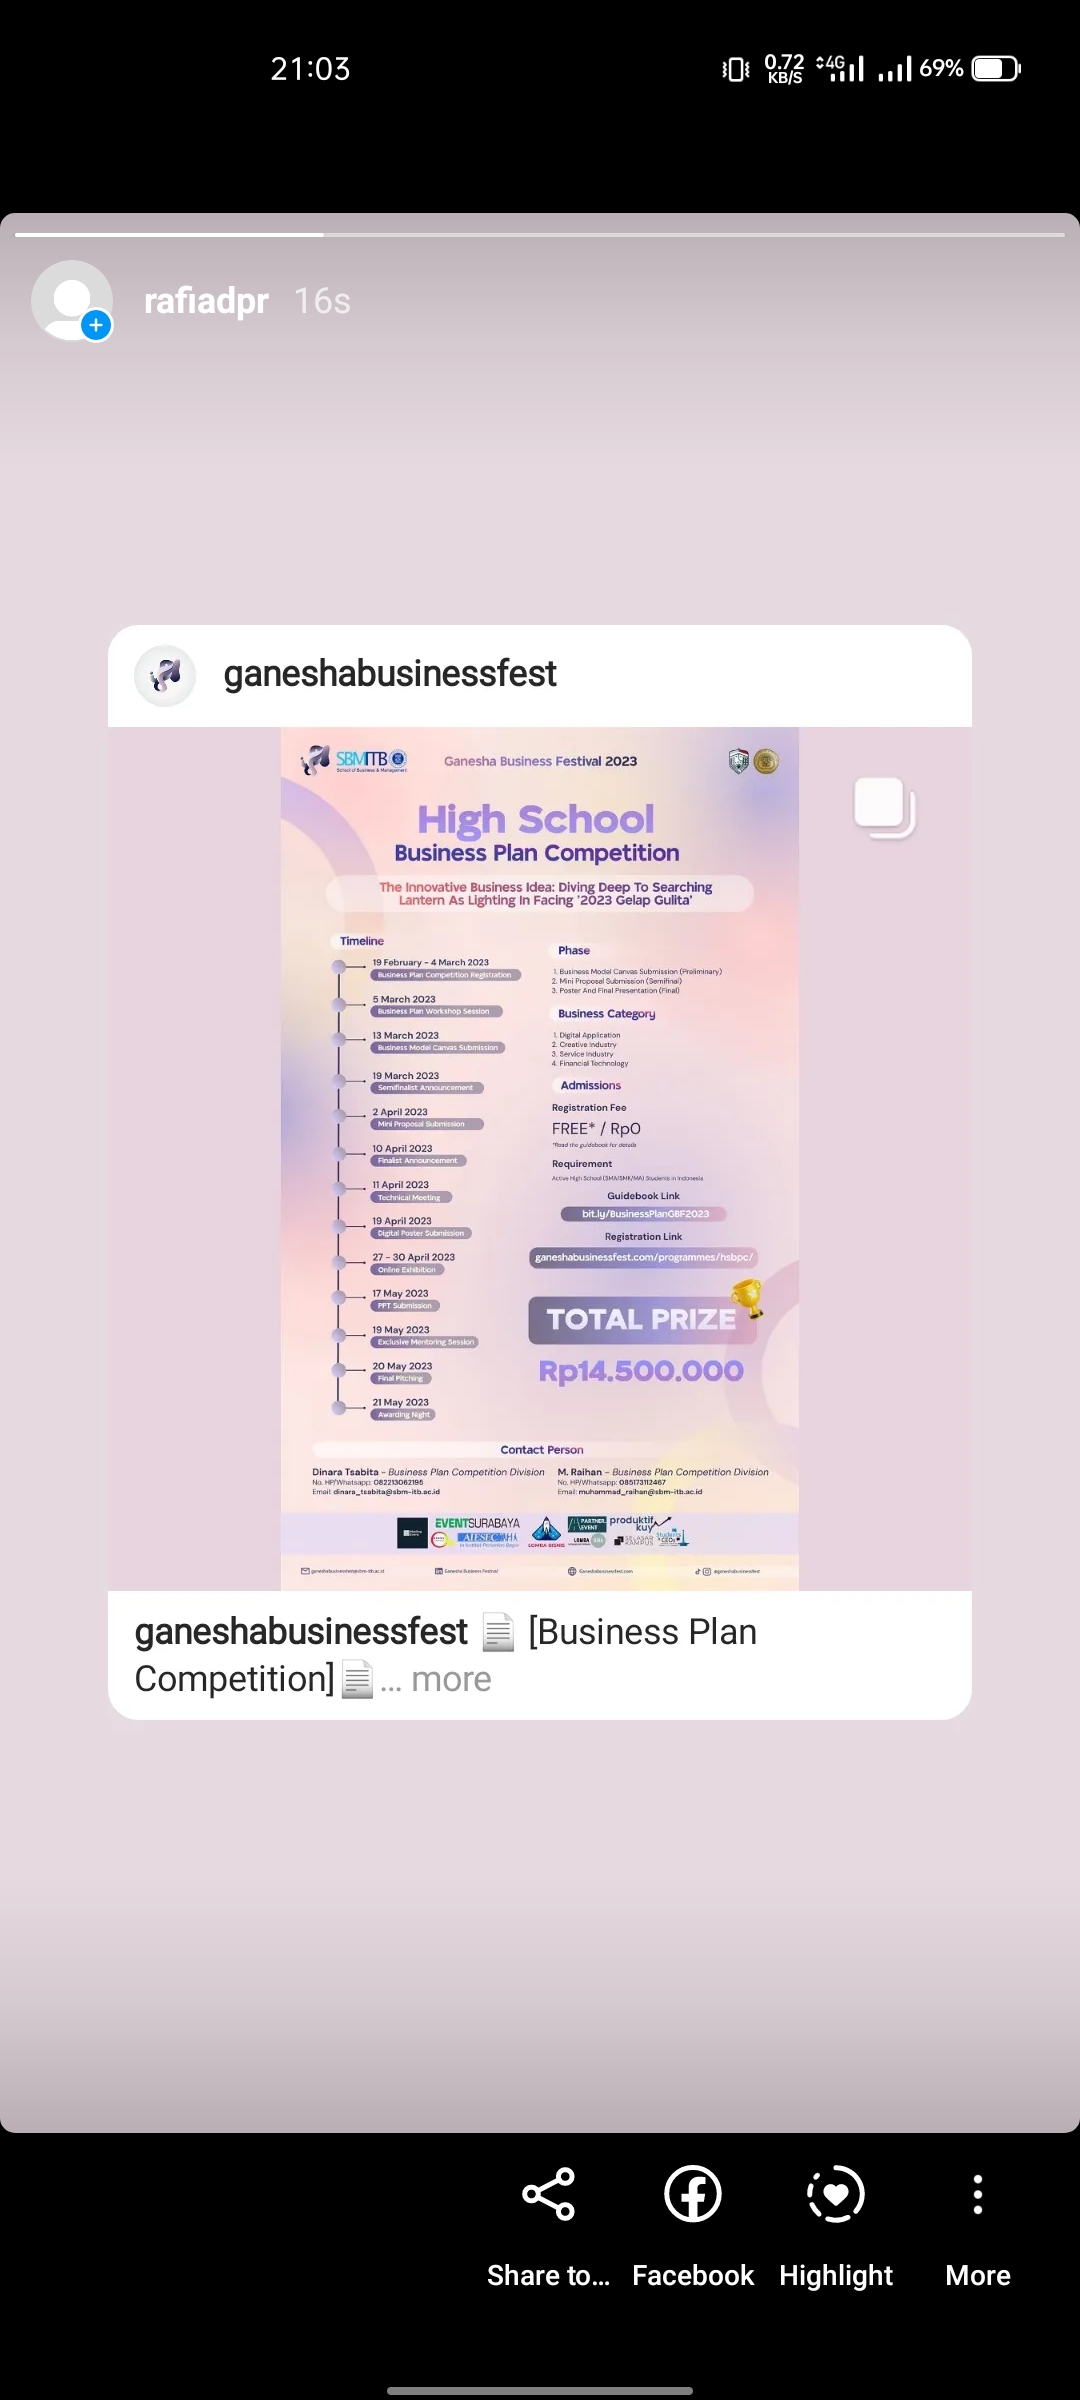 21:03
0.72
KB/S
4G
69%
rafiadpr 16s
ganeshabusinessfest
SBMITB
School of Business & Management
Ganesha Business Festival 2023
High School
Business Plan Competition
The Innovative Business Idea: Diving Deep To Searching
Lantern As Lighting In Facing '2023 Gelap Gulita'
Timeline
19 February - 4 March 2023
Business Plan Competition Registration
5 March 2023
Business Plan Workshop Session
13 March 2023
Business Model Canvas Submission
19 March 2023
Semifinalist Announcement
2 April 2023
Mini Proposal Submission
10 April 2023
Finalist Announcement
11 April 2023
Technical Meeting
19 April 2023
Digital Poster Submission
27 - 30 April 2023
Online Exhibition
17 May 2023
PPT Submission
19 May 2023
Exclusive Mentoring Session
20 May 2023
Final Pitching
21 May 2023
Awarding Night
Phase
1. Business Model Canvas Submission (Preliminary)
2. Mini Proposal Submission (Semifinal)
3. Poster And Final Presentation (Final)
Business Category
1. Digital Application
2. Creative Industry
3. Service Industry
4. Financial Technology
Admissions
Registration Fee
FREE* / Rp0
*Read the guidebook for details
Requirement
Active High School (SMA/SMK/MA) Students in Indonesia
Guidebook Link
bit.ly/BusinessPlanGBF2023
Registration Link
ganeshabusinessfest.com/programmes/hsbpc/
TOTAL PRIZE
Rp14.500.000
Contact Person
Dinara Tsabita - Business Plan Competition Division
No. HP/Whatsapp: 082213062195
Email: dinara_tsabita@sbm-itb.ac.id
M. Raihan - Business Plan Competition Division
No. HP/Whatsapp: 085173112467
Email: muhammad_raihan@sbm-itb.ac.id
EVENTSURABAYA
AIESEC
LOMBA BISNIS
PARTNER
EVENT
produktif
kuy
LOMBA
SELASAR
KAMPUS
ganeshabusinessfest@sbm-itb.ac.id
Ganesha Business Festival
Ganeshabusinessfest.com
@ganeshabusinessfest
ganeshabusinessfest [Business Plan
Competition] ... more
Share to...
Facebook
Highlight
More